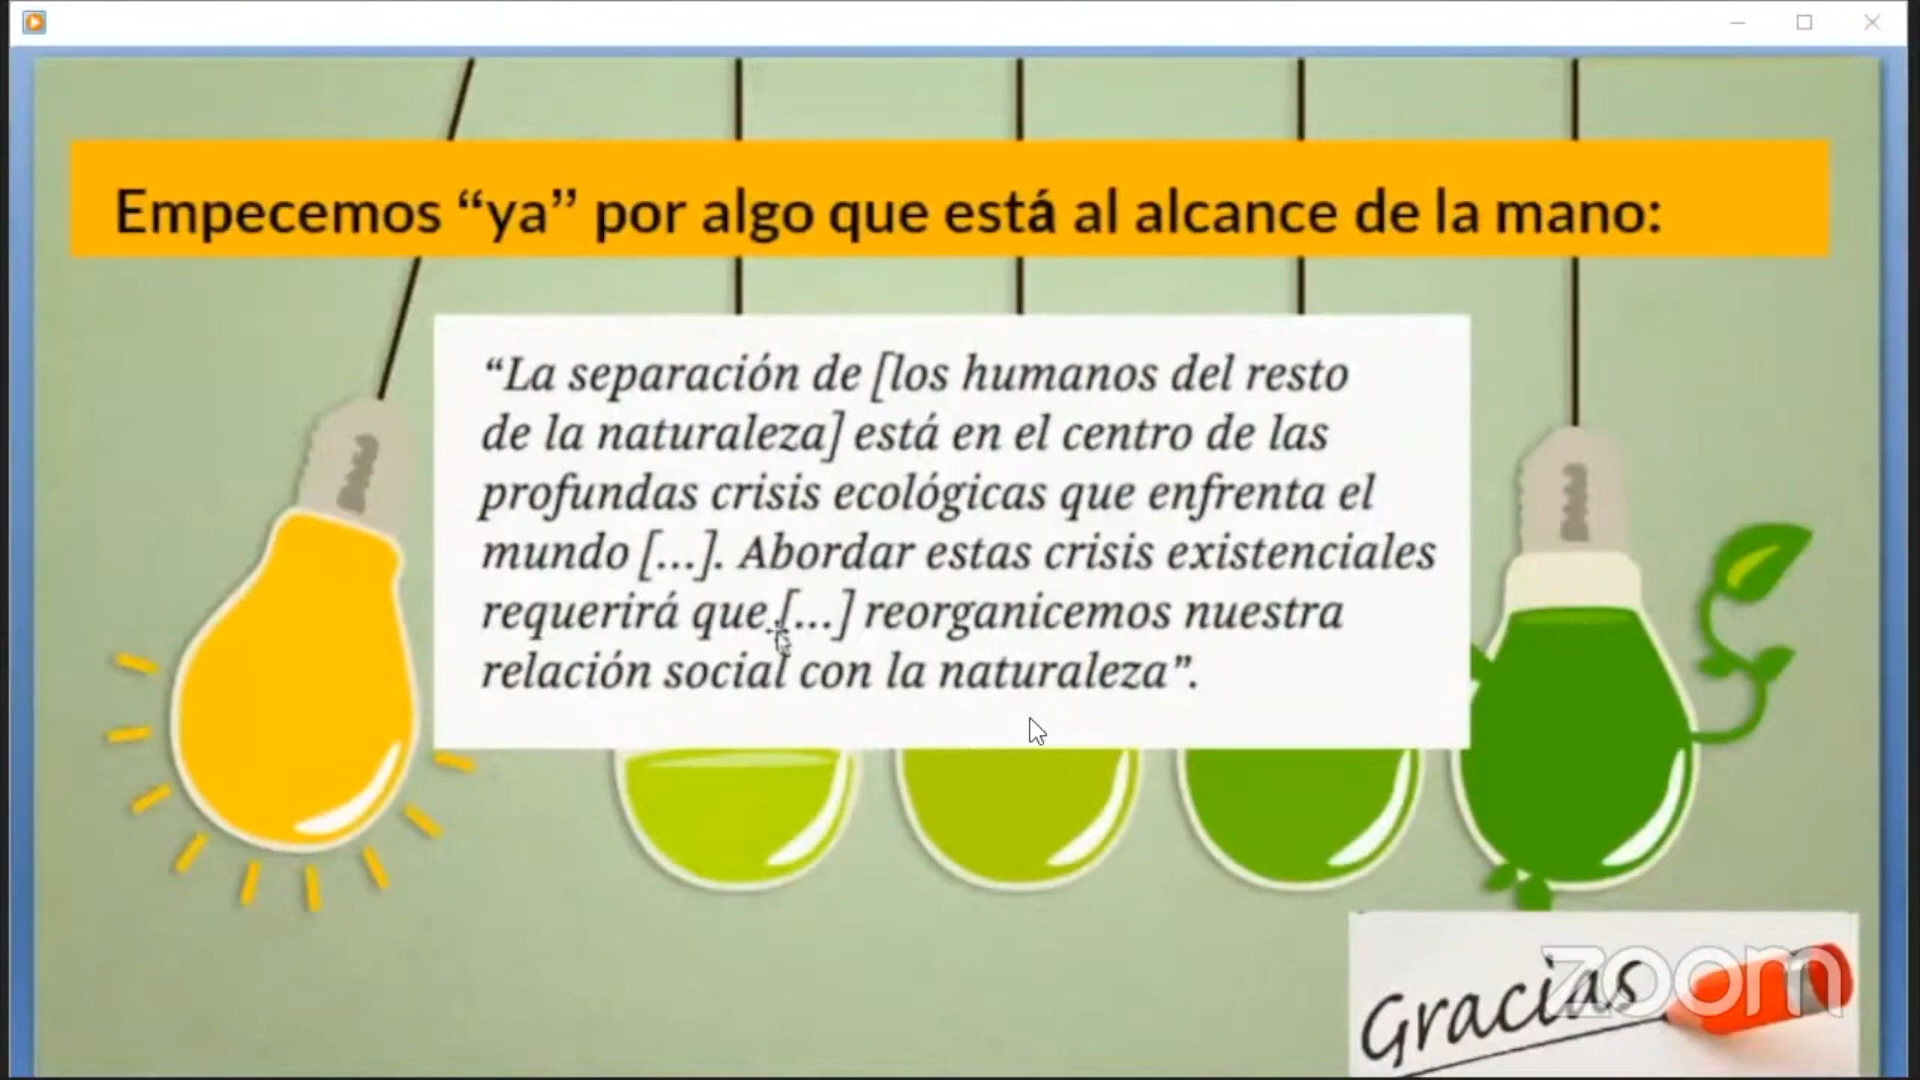 Empecemos “ya” por algo que está al alcance de la mano:
“La separación de [los humanos del resto
de la naturaleza] está en el centro de las
profundas crisis ecológicas que enfrenta el
mundo [...]. Abordar estas crisis existenciales
requerirá que [...] reorganicemos nuestra
relación social con la naturaleza”.
Gracias
zoom